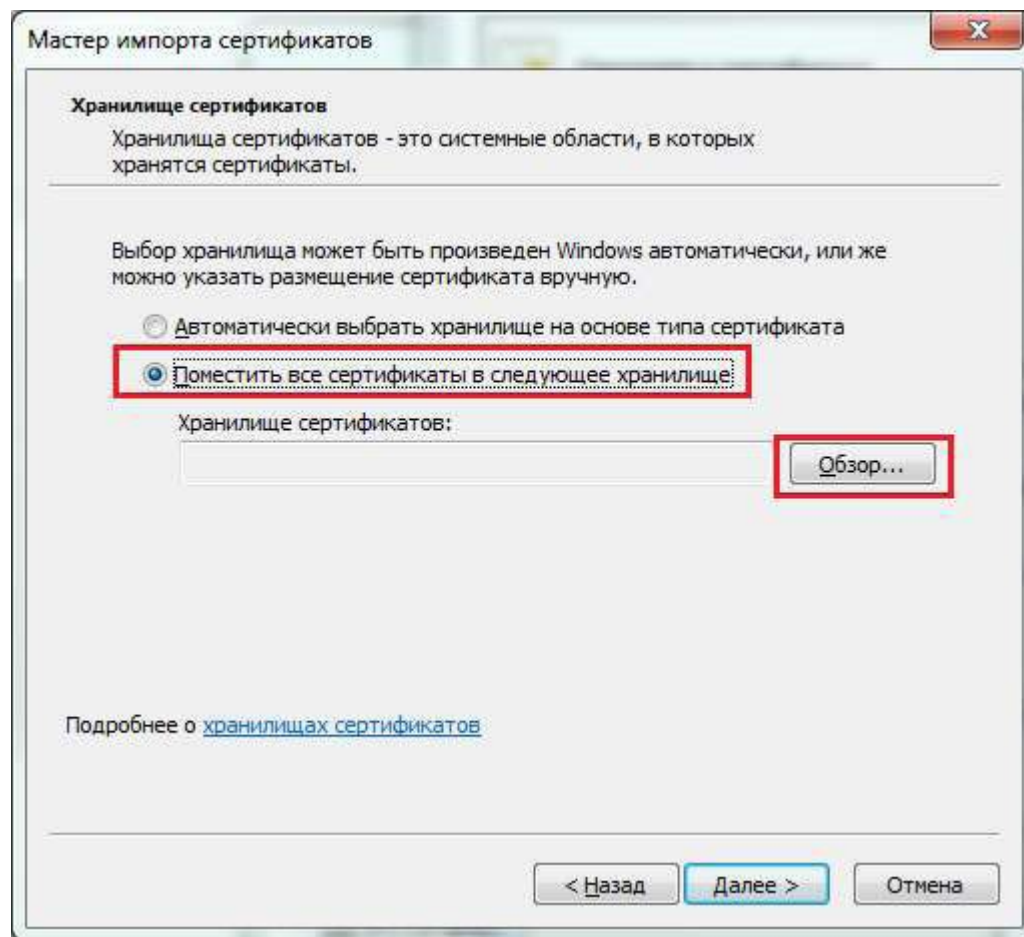 Мастер импорта сертификатов
Хранилище сертификатов
Хранилища сертификатов - это системные области, в которых
хранятся сертификаты.
Выбор хранилища может быть произведен Windows автоматически, или же
можно указать размещение сертификата вручную.
Автоматически выбрать хранилище на основе типа сертификата
Поместить все сертификаты в следующее хранилище
Хранилище сертификатов:
Обзор...
Подробнее о хранилищах сертификатов
< Назад Далее > Отмена